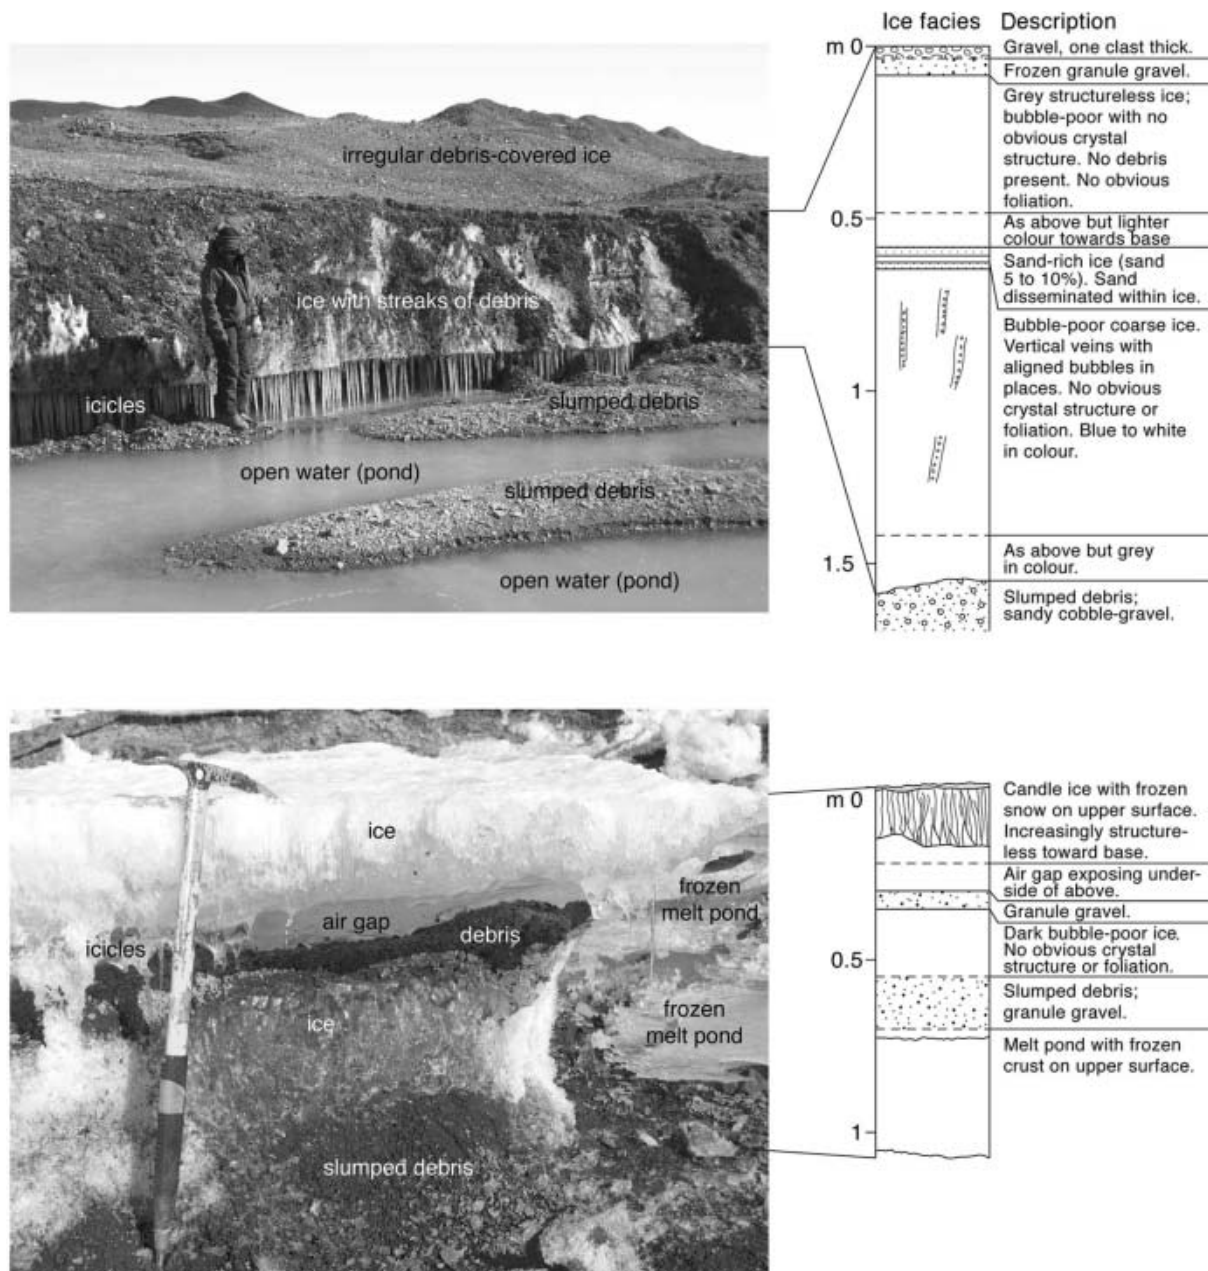 Ice facies Description
m 0
Gravel, one clast thick.
Frozen granule gravel.
Grey structureless ice;
bubble-poor with no
obvious crystal
structure. No debris
present. No obvious
foliation.
0.5
As above but lighter
colour towards base
Sand-rich ice (sand
5 to 10%). Sand
disseminated within ice.
Bubble-poor coarse ice.
Vertical veins with
aligned bubbles in
places. No obvious
crystal structure or
foliation. Blue to white
in colour.
1
As above but grey
in colour.
1.5
Slumped debris;
sandy cobble-gravel.
irregular debris-covered ice
ice with streaks of debris
icicles
slumped debris
open water (pond)
slumped debris
open water (pond)
m 0
Candle ice with frozen
snow on upper surface.
Increasingly structure-
less toward base.
Air gap exposing under-
side of above.
Granule gravel.
Dark bubble-poor ice.
No obvious crystal
structure or foliation.
0.5
Slumped debris;
granule gravel.
Melt pond with frozen
crust on upper surface.
1
ice
frozen
melt pond
air gap
debris
icicles
ice
frozen
melt pond
slumped debris